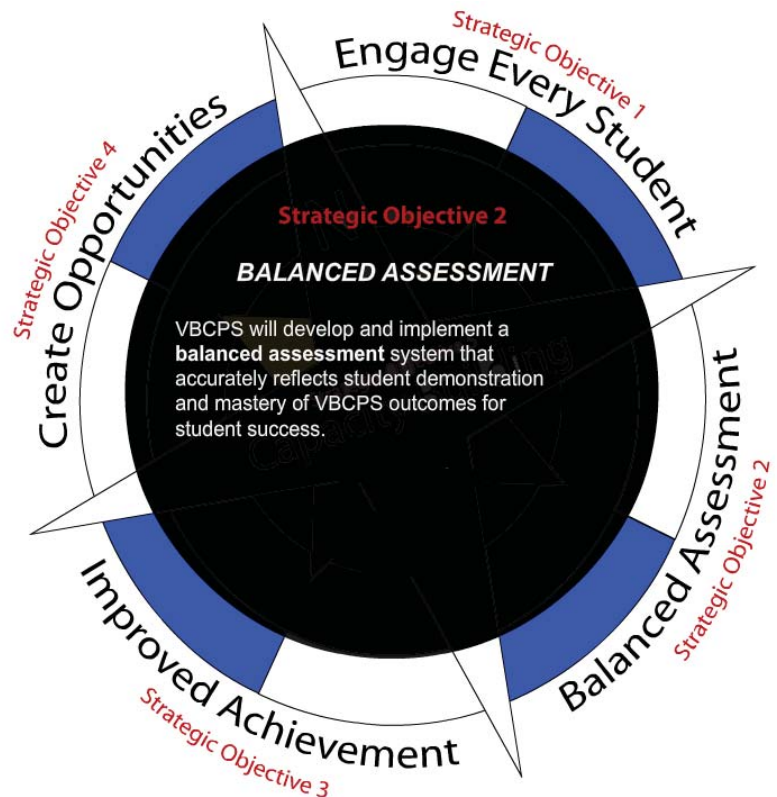 Engage Every Student
Strategic Objective 1
Strategic Objective 4
Create Opportunities
Strategic Objective 2
BALANCED ASSESSMENT
VBCPS will develop and implement a
balanced assessment system that
accurately reflects student demonstration
and mastery of VBCPS outcomes for
student success.
Balanced Assessment
Strategic Objective 2
Improved Achievement
Strategic Objective 3